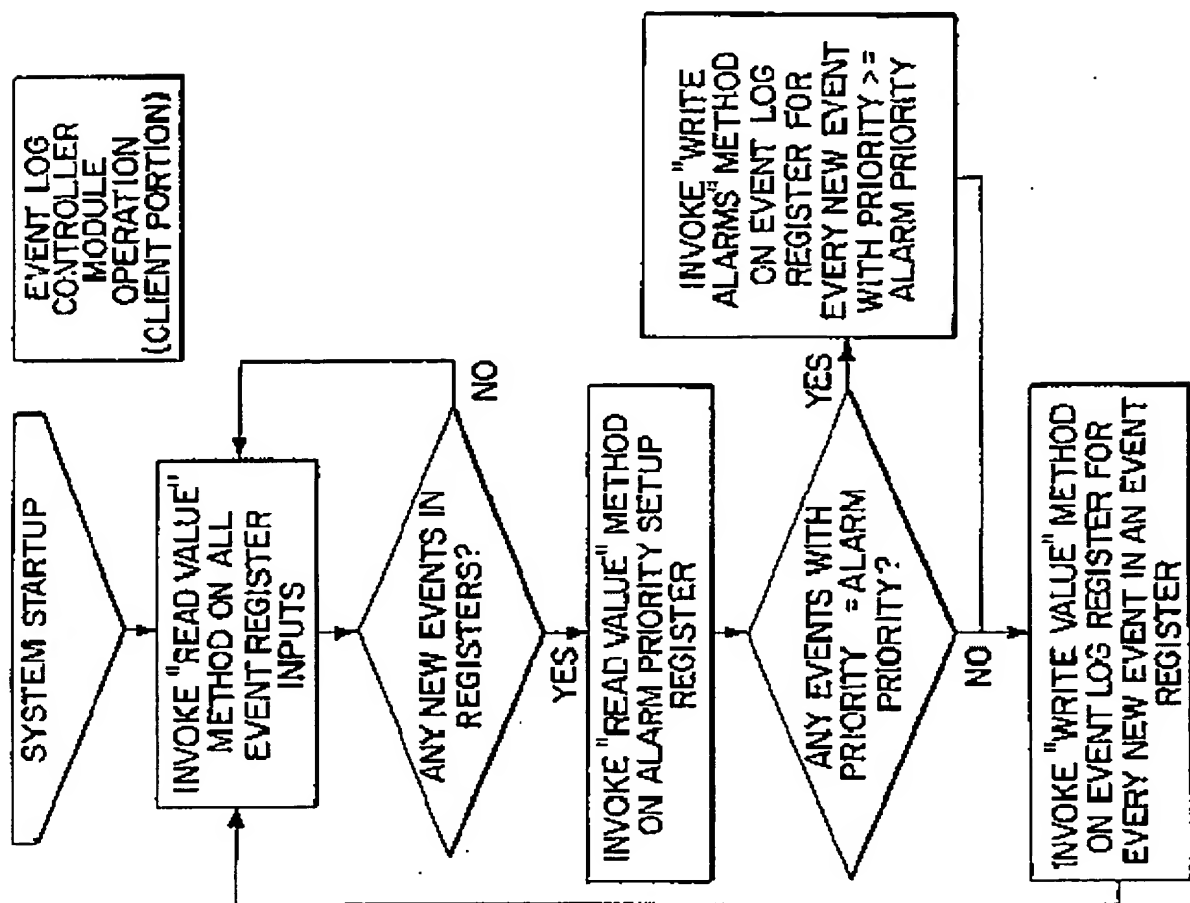 EVENT LOG
CONTROLLER
MODULE
OPERATION
(CLIENT PORTION)
SYSTEM STARTUP
INVOKE "READ VALUE"
METHOD ON ALL
EVENT REGISTER
INPUTS
ANY NEW EVENTS IN
REGISTERS?
NO
YES
INVOKE "READ VALUE" METHOD
ON ALARM PRIORITY SETUP
REGISTER
ANY EVENTS WITH
PRIORITY =ALARM
PRIORITY?
YES
INVOKE "WRITE
ALARMS" METHOD
ON EVENT LOG
REGISTER FOR
EVERY NEW EVENT
WITH PRIORITY >=
ALARM PRIORITY
NO
INVOKE "WRITE VALUE" METHOD
ON EVENT LOG REGISTER FOR
EVERY NEW EVENT IN AN EVENT
REGISTER